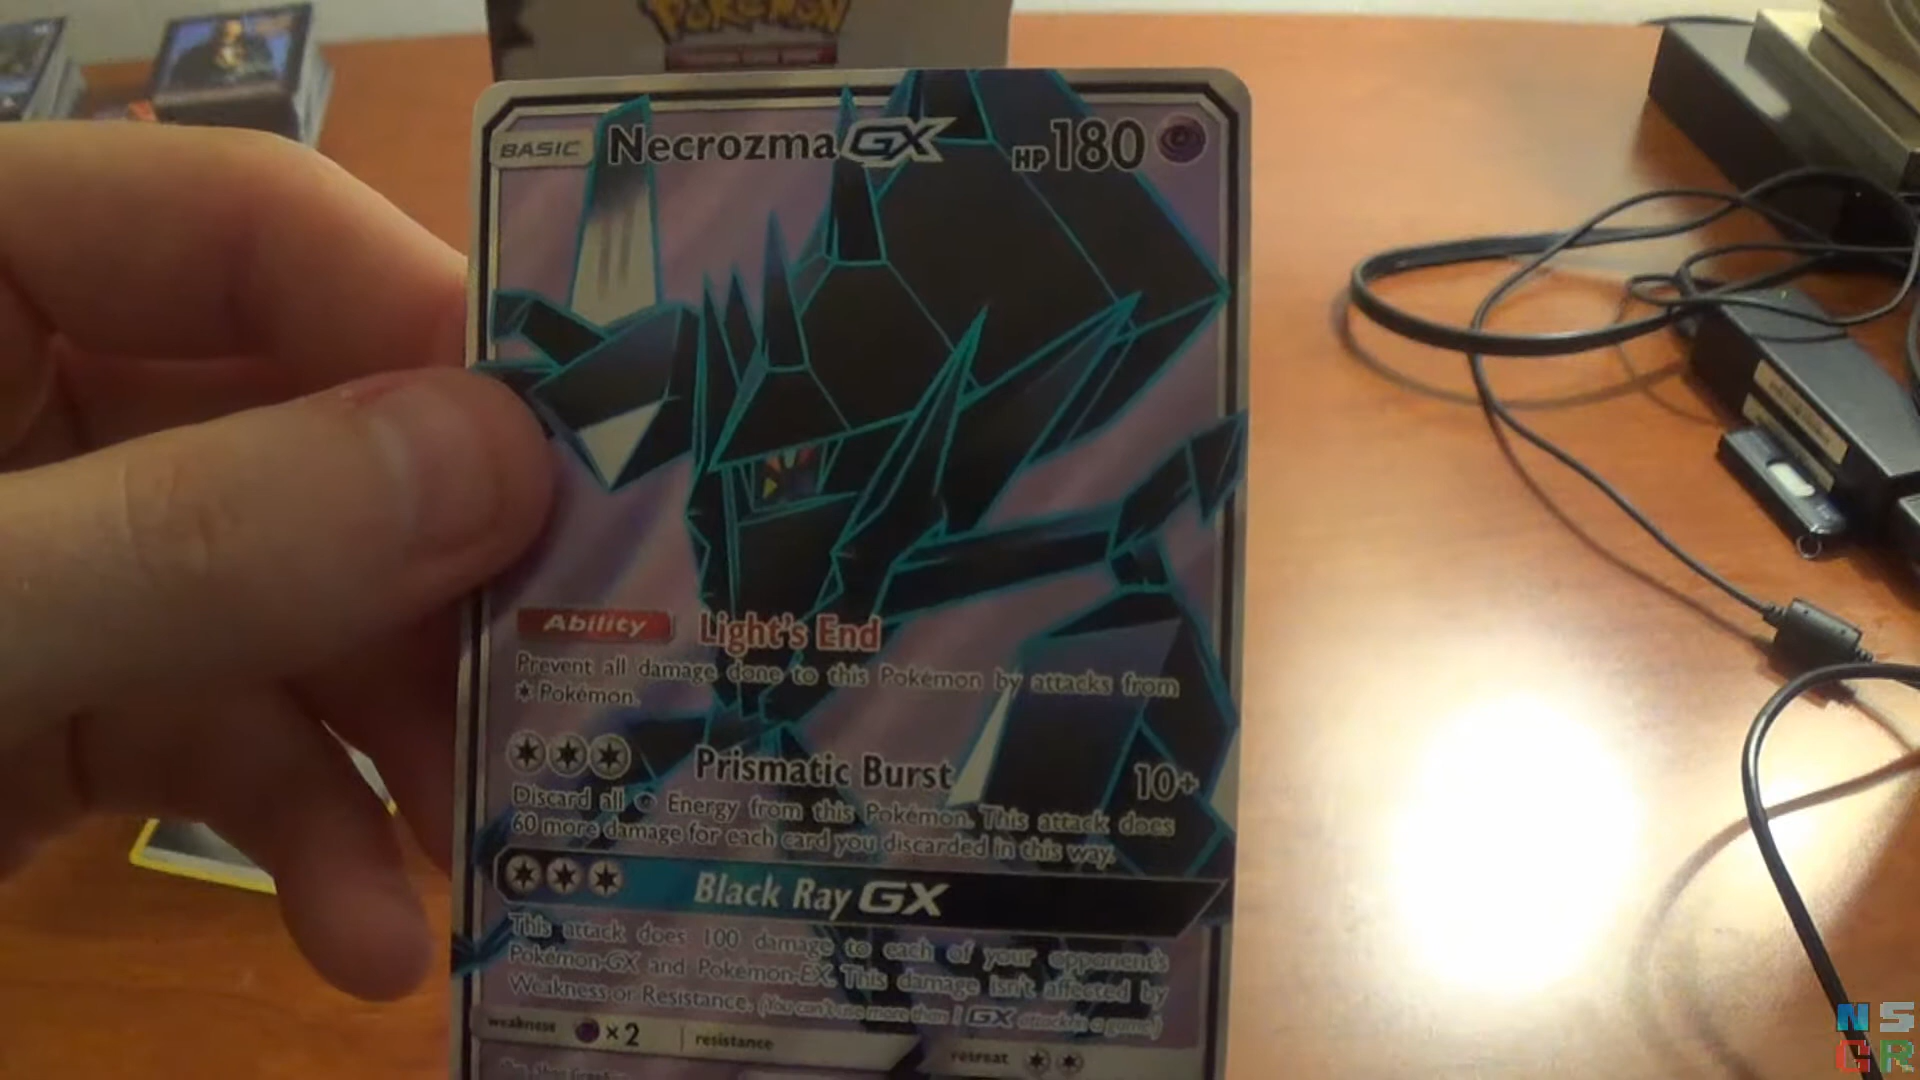 POKÉMON
BASIC Necrozma GX HP 180
Ability Light's End
Prevent all damage done to this Pokémon by attacks from
Pokémon.
Prismatic Burst 10+
Discard all Energy from this Pokémon. This attack does
60 more damage for each card you discarded in this way.
Black Ray GX
This attack does 100 damage to each of your opponent's
Pokémon-GX and Pokémon-EX. This damage isn't affected by
Weakness or Resistance. (You can't use more than 1 GX attack in a game.)
weakness ×2 resistance retreat
NS
GR